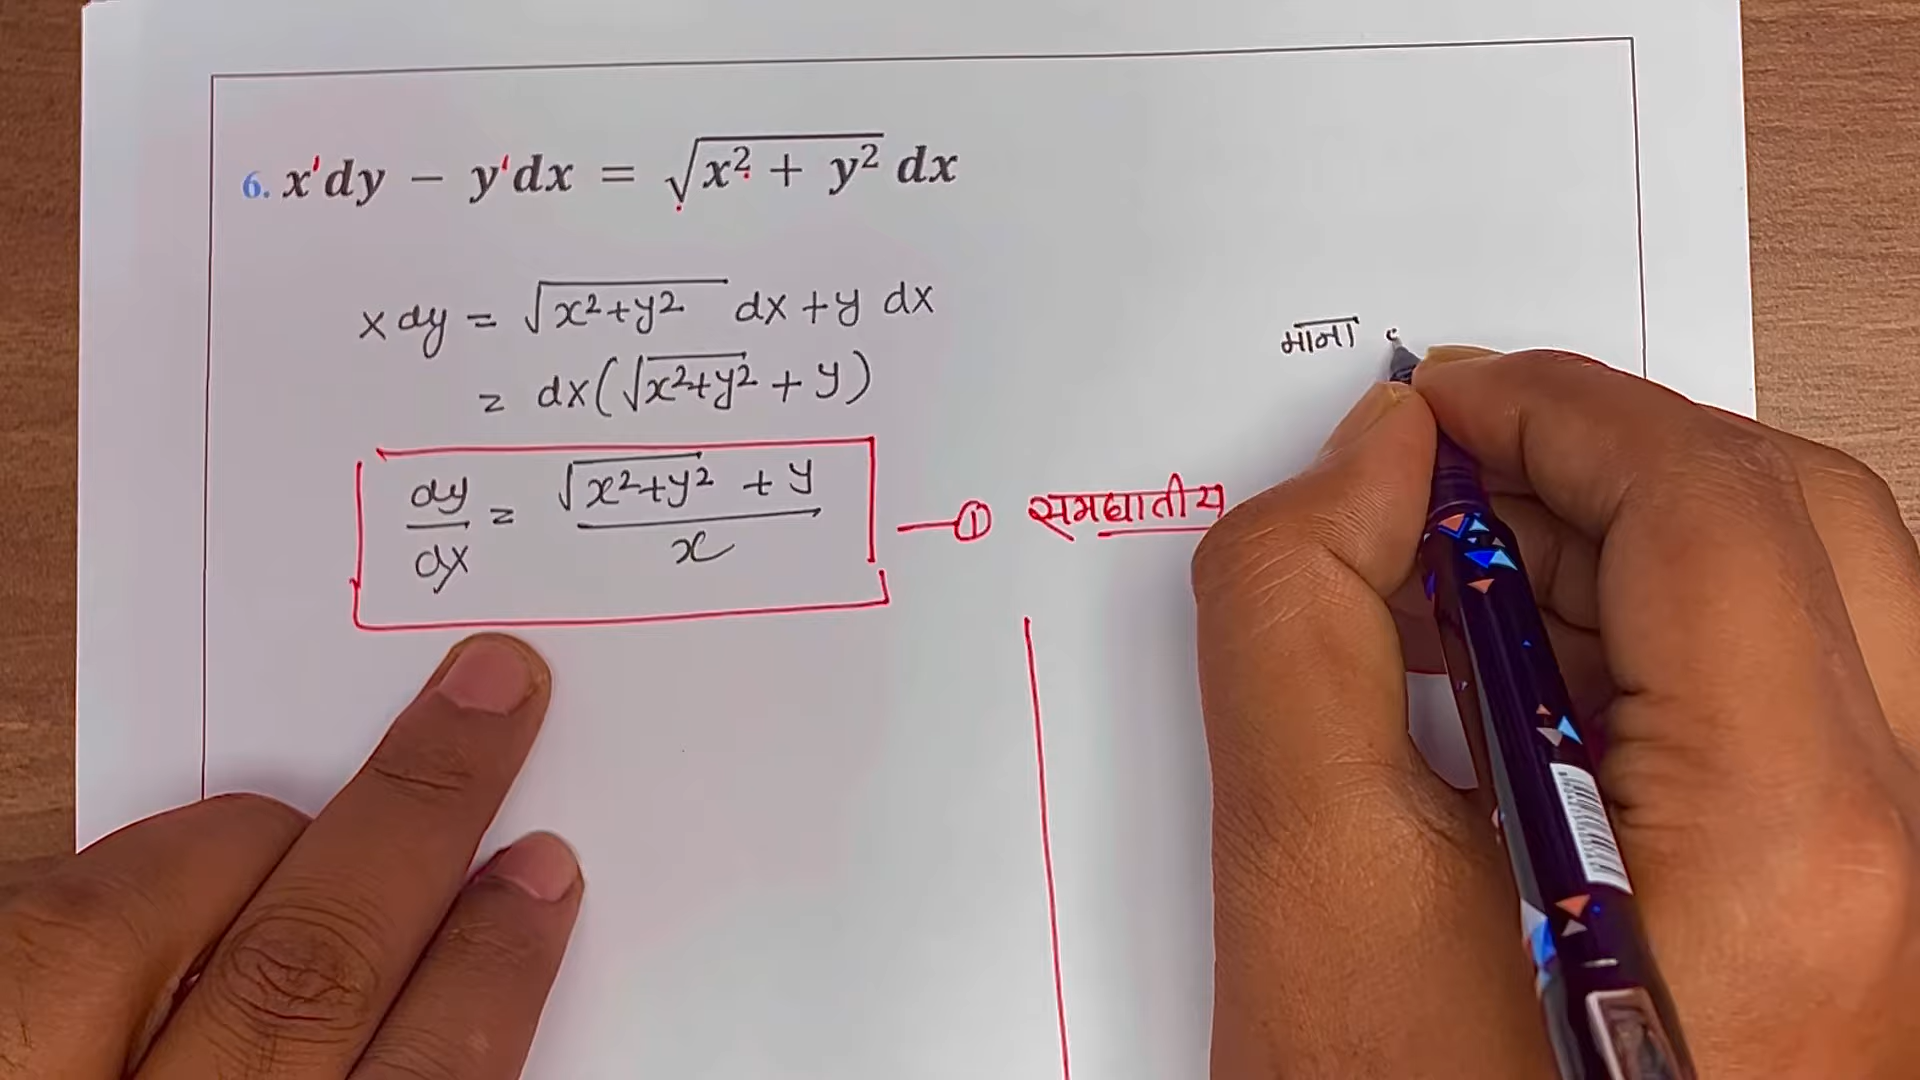 6. x'dy − y'dx = √x² + y² dx
x dy = √x²+y² dx + y dx
माना
= dx(√x²+y² + y)
dy/dx = √x²+y² + y / x —① समघातीय